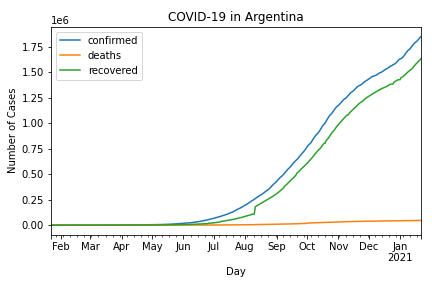 COVID-19 in Argentina
1e6
confirmed
deaths
recovered
1.75
1.50
1.25
1.00
0.75
0.50
0.25
0.00
Number of Cases
Feb Mar Apr May Jun Jul Aug Sep Oct Nov Dec Jan
2021
Day